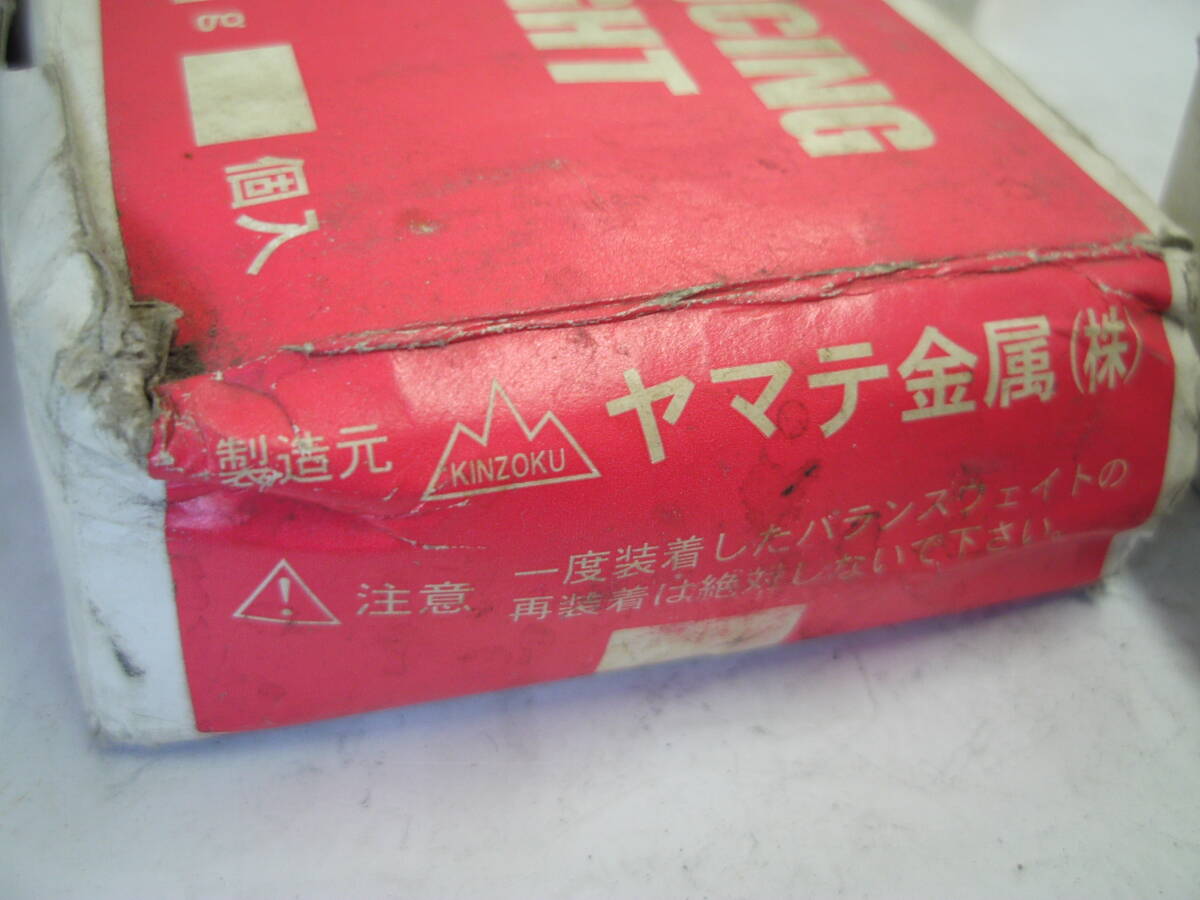 CING
GHT
g
個入
製造元 KINZOKU ヤマテ金属(株)
注意 一度装着したバランスウェイトの
再装着は絶対しないで下さい。